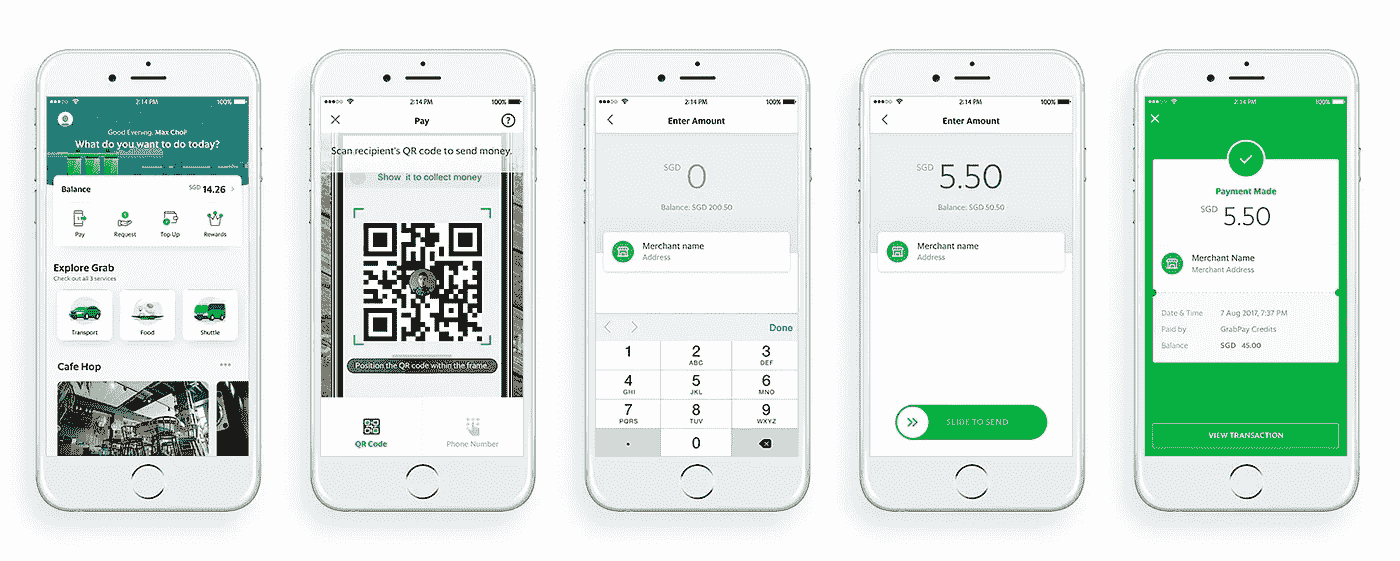 2:14 PM
100%
Good Evening, Max Choi!
What do you want to do today?
Balance
SGD 14.26
Pay
Request
Top Up
Rewards
Explore Grab
Check out all 3 services
Transport
Food
Shuttle
Cafe Hop
2:14 PM
100%
Pay
?
Scan recipient's QR code to send money.
Show it to collect money
Position the QR code within the frame.
QR Code
Phone Number
2:14 PM
100%
Enter Amount
SGD 0
Balance: SGD 200.50
Merchant name
Address
Done
1 2 3
ABC DEF
4 5 6
GHI JKL MNO
7 8 9
PQRS TUV WXYZ
. 0
2:14 PM
100%
Enter Amount
SGD 5.50
Balance: SGD 50.50
Merchant name
Address
SLIDE TO SEND
2:14 PM
100%
Payment Made
SGD 5.50
Merchant Name
Merchant Address
Date & Time 7 Aug 2017, 7:37 PM
Paid by GrabPay Credits
Balance SGD 45.00
VIEW TRANSACTION